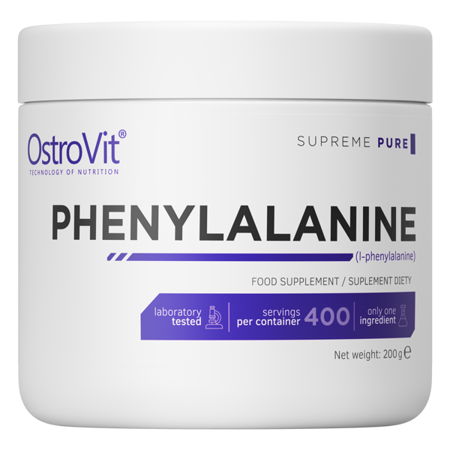 OstroVit®
TECHNOLOGY OF NUTRITION
SUPREME PURE
PHENYLALANINE
(l-phenylalanine)
FOOD SUPPLEMENT / SUPLEMENT DIETY
laboratory
tested
servings
per container
400
only one
ingredient
Net weight: 200 g ℮